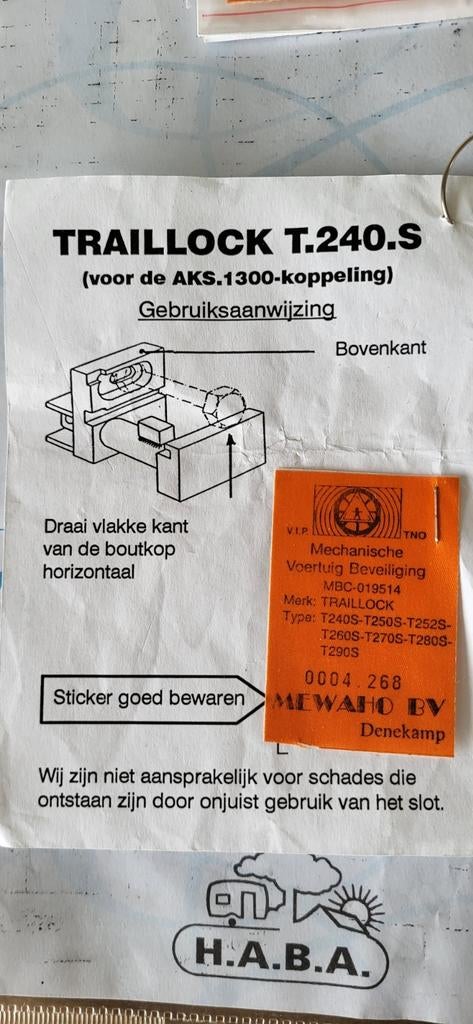 TRAILLOCK T.240.S
(voor de AKS.1300-koppeling)
Gebruiksaanwijzing
Bovenkant
Draai vlakke kant
van de boutkop
horizontaal
V.I.P. TNO
Mechanische
Voertuig Beveiliging
MBC-019514
Merk: TRAILLOCK
Type: T240S-T250S-T252S-
T260S-T270S-T280S-
T290S
0004.268
MEWAHO BV
Denekamp
Sticker goed bewaren
Wij zijn niet aansprakelijk voor schades die
ontstaan zijn door onjuist gebruik van het slot.
H.A.B.A.